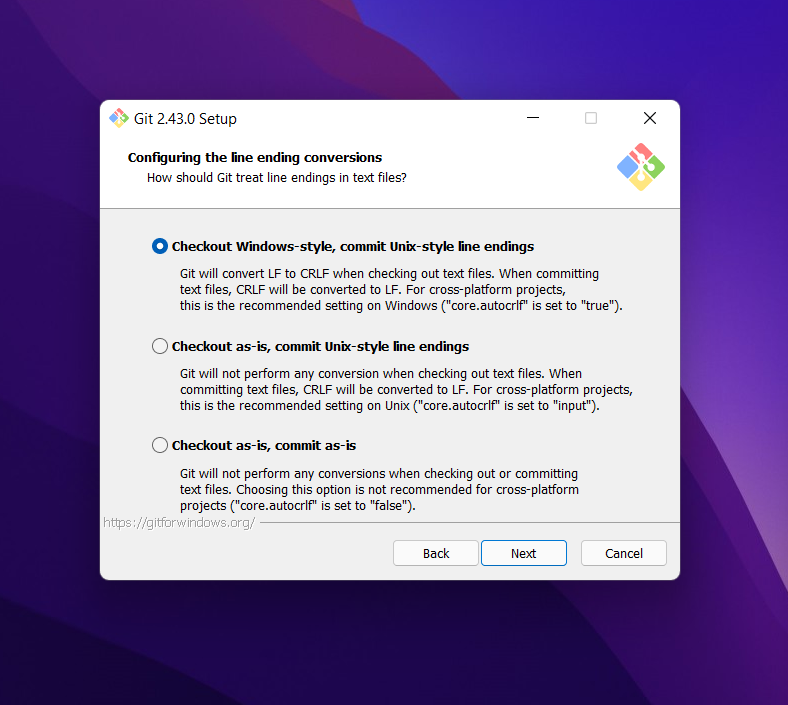 Git 2.43.0 Setup
Configuring the line ending conversions
How should Git treat line endings in text files?
Checkout Windows-style, commit Unix-style line endings
Git will convert LF to CRLF when checking out text files. When committing
text files, CRLF will be converted to LF. For cross-platform projects,
this is the recommended setting on Windows ("core.autocrlf" is set to "true").
Checkout as-is, commit Unix-style line endings
Git will not perform any conversion when checking out text files. When
committing text files, CRLF will be converted to LF. For cross-platform projects,
this is the recommended setting on Unix ("core.autocrlf" is set to "input").
Checkout as-is, commit as-is
Git will not perform any conversions when checking out or committing
text files. Choosing this option is not recommended for cross-platform
projects ("core.autocrlf" is set to "false").
https://gitforwindows.org/
Back Next Cancel